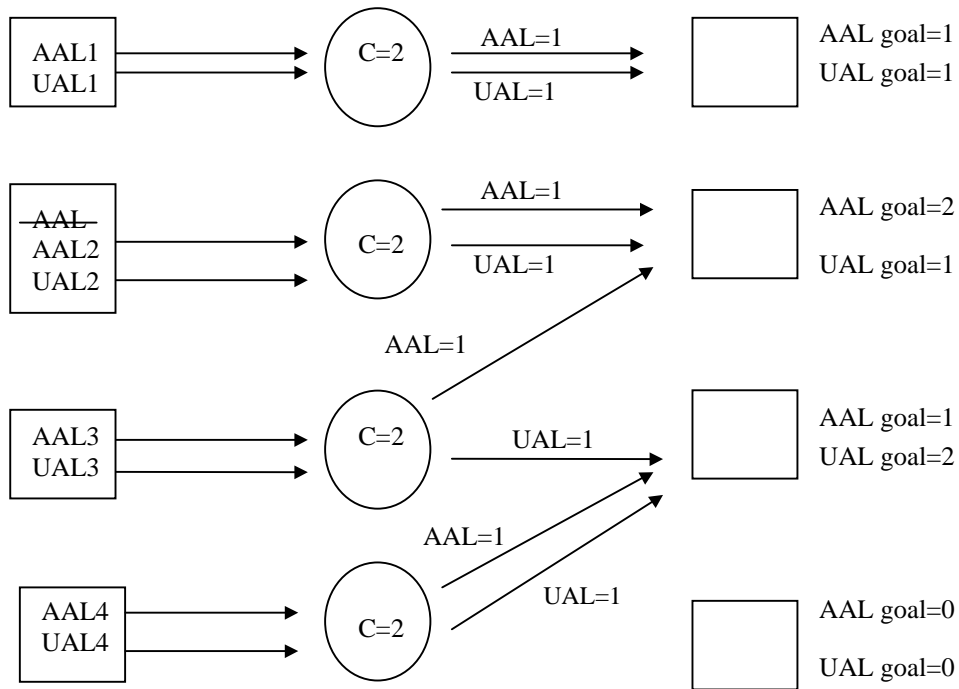 AAL1
UAL1
C=2
AAL=1
UAL=1
AAL goal=1
UAL goal=1
AAL
AAL2
UAL2
C=2
AAL=1
UAL=1
AAL goal=2
UAL goal=1
AAL=1
AAL3
UAL3
C=2
UAL=1
AAL goal=1
UAL goal=2
AAL=1
UAL=1
AAL4
UAL4
C=2
AAL goal=0
UAL goal=0